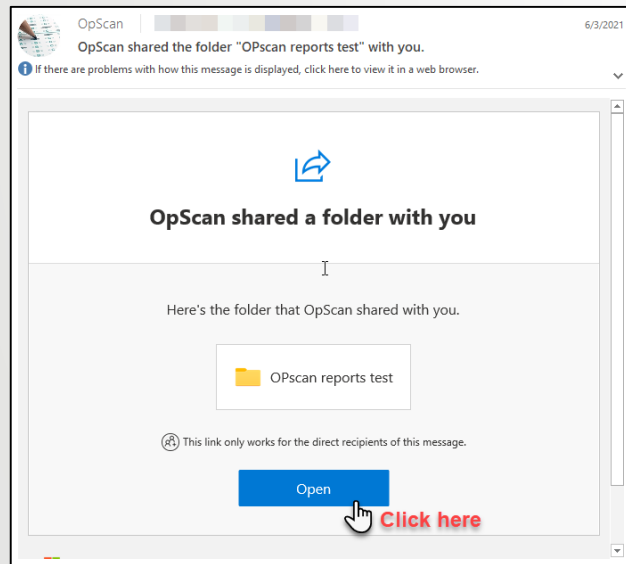 OpScan
6/3/2021
OpScan shared the folder "OPscan reports test" with you.
If there are problems with how this message is displayed, click here to view it in a web browser.
OpScan shared a folder with you
Here's the folder that OpScan shared with you.
OPscan reports test
This link only works for the direct recipients of this message.
Open
Click here